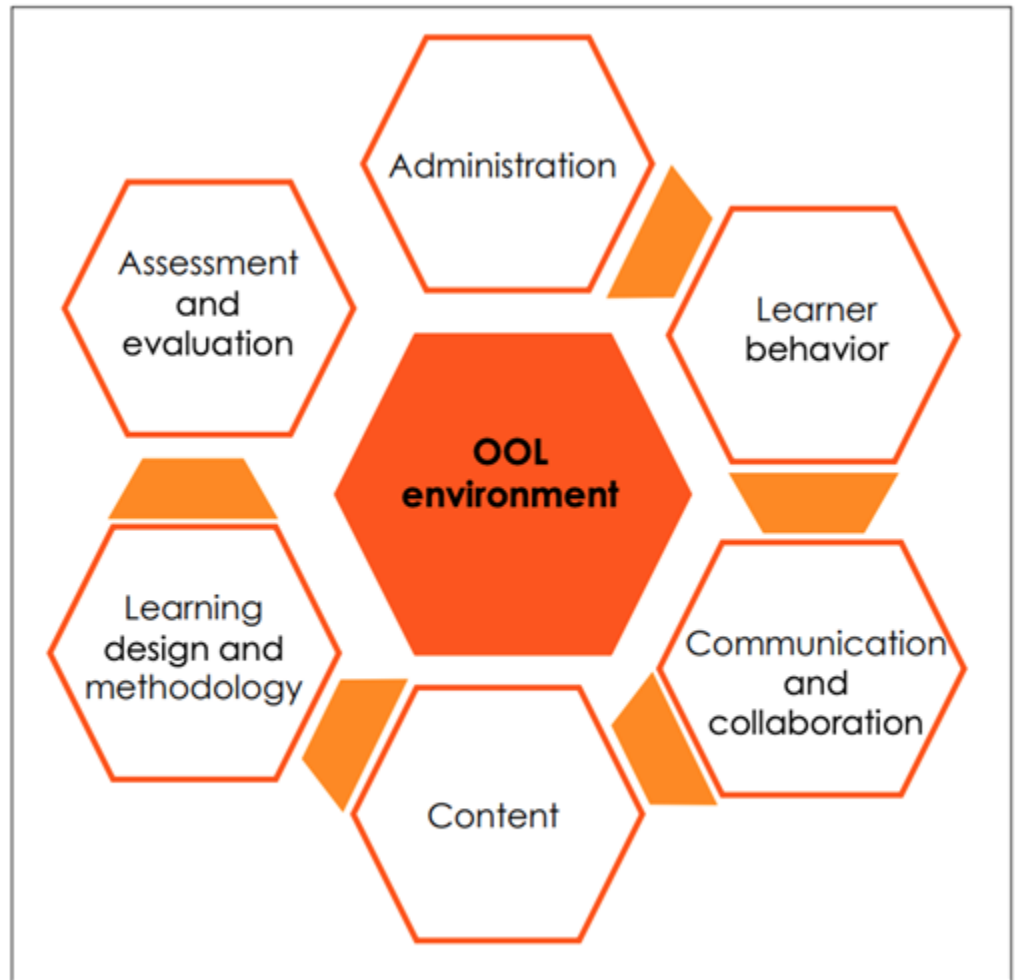 Administration
Assessment
and
evaluation
Learner
behavior
OOL
environment
Learning
design and
methodology
Communication
and
collaboration
Content